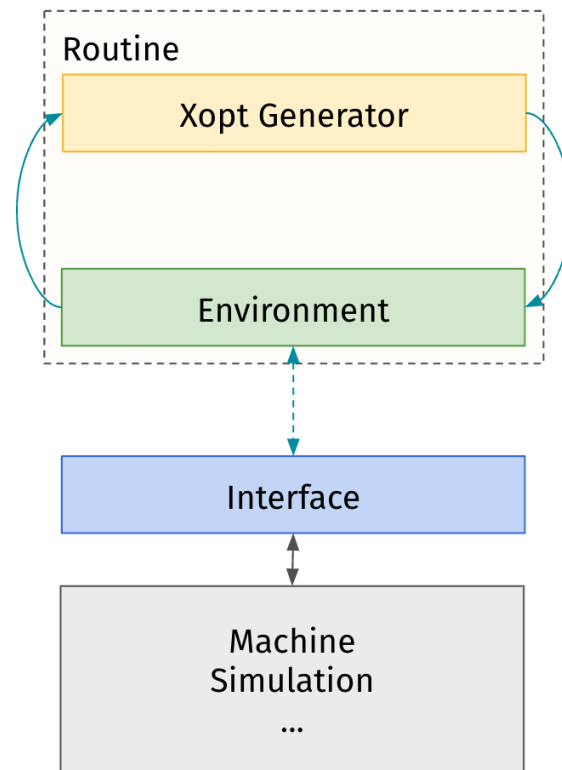 Routine
Xopt Generator
Environment
Interface
Machine
Simulation
...